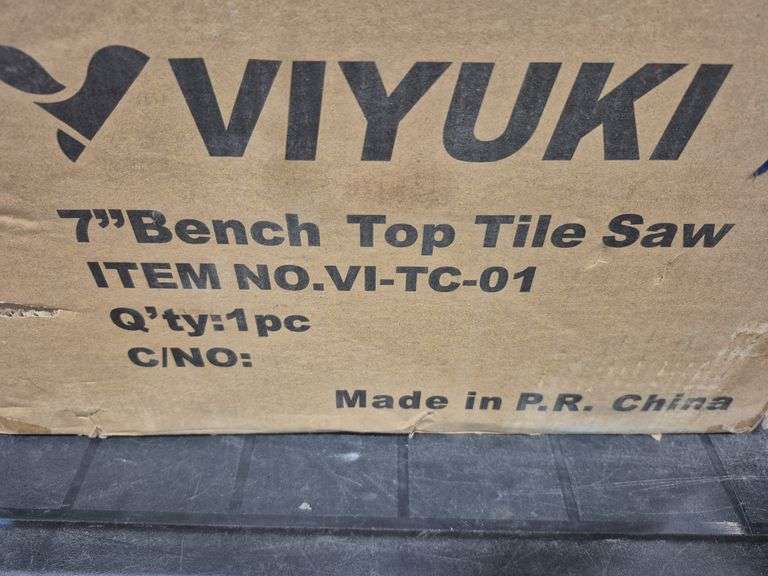 VIYUKI
7”Bench Top Tile Saw
ITEM NO.VI-TC-01
Q’ty:1pc
C/NO:
Made in P.R. China